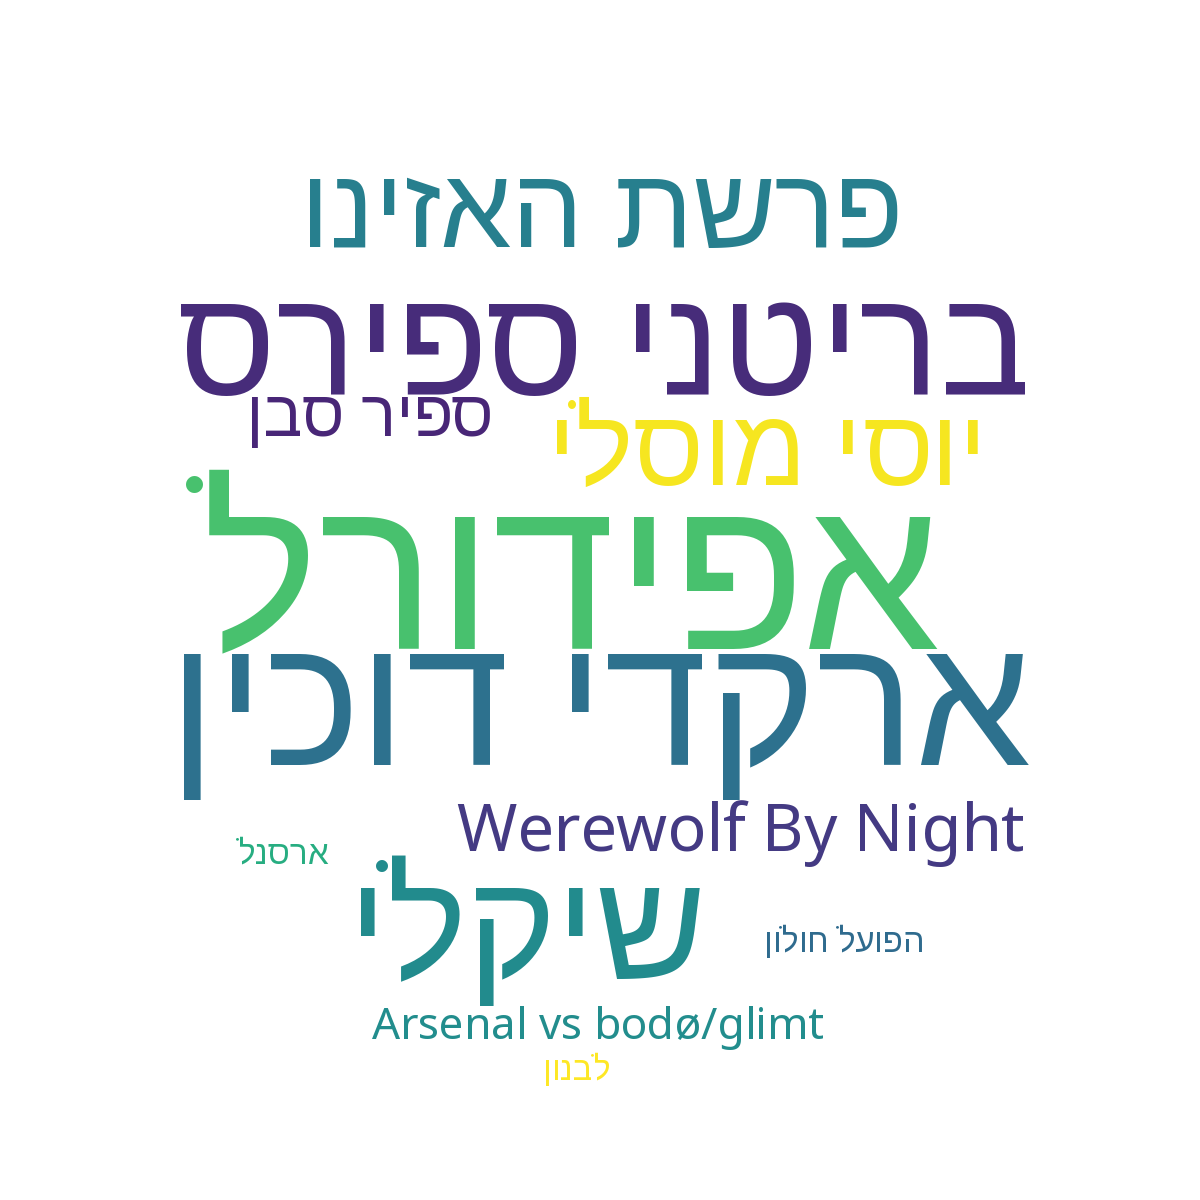 פרשת האזינו
בריטני ספירס
ספיר סבן
יוסי מוסלי
אפידורל
ארקדי דוכין
Werewolf By Night
ארסנל
שיקלי
הפועל חולון
Arsenal vs bodø/glimt
לבנון